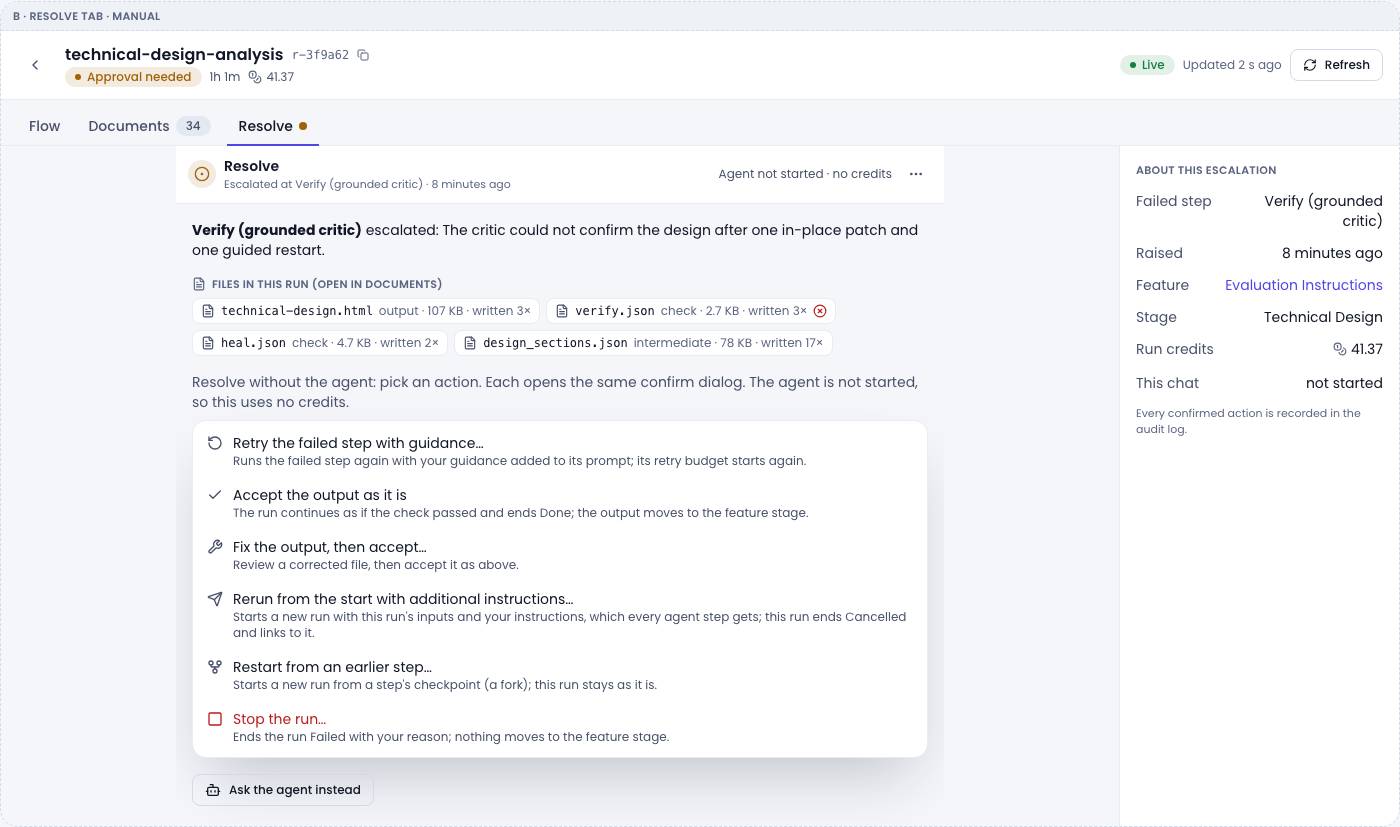 B · RESOLVE TAB · MANUAL
technical-design-analysis r-3f9a62
Approval needed 1h 1m 41.37
Live Updated 2 s ago Refresh
Flow Documents 34 Resolve
Resolve
Escalated at Verify (grounded critic) · 8 minutes ago
Agent not started · no credits
Verify (grounded critic) escalated: The critic could not confirm the design after one in-place patch and
one guided restart.
FILES IN THIS RUN (OPEN IN DOCUMENTS)
technical-design.html output · 107 KB · written 3×
verify.json check · 2.7 KB · written 3×
heal.json check · 4.7 KB · written 2×
design_sections.json intermediate · 78 KB · written 17×
Resolve without the agent: pick an action. Each opens the same confirm dialog. The agent is not started,
so this uses no credits.
Retry the failed step with guidance…
Runs the failed step again with your guidance added to its prompt; its retry budget starts again.
Accept the output as it is
The run continues as if the check passed and ends Done; the output moves to the feature stage.
Fix the output, then accept…
Review a corrected file, then accept it as above.
Rerun from the start with additional instructions…
Starts a new run with this run's inputs and your instructions, which every agent step gets; this run ends Cancelled
and links to it.
Restart from an earlier step…
Starts a new run from a step's checkpoint (a fork); this run stays as it is.
Stop the run…
Ends the run Failed with your reason; nothing moves to the feature stage.
Ask the agent instead
ABOUT THIS ESCALATION
Failed step Verify (grounded
critic)
Raised 8 minutes ago
Feature Evaluation Instructions
Stage Technical Design
Run credits 41.37
This chat not started
Every confirmed action is recorded in the
audit log.